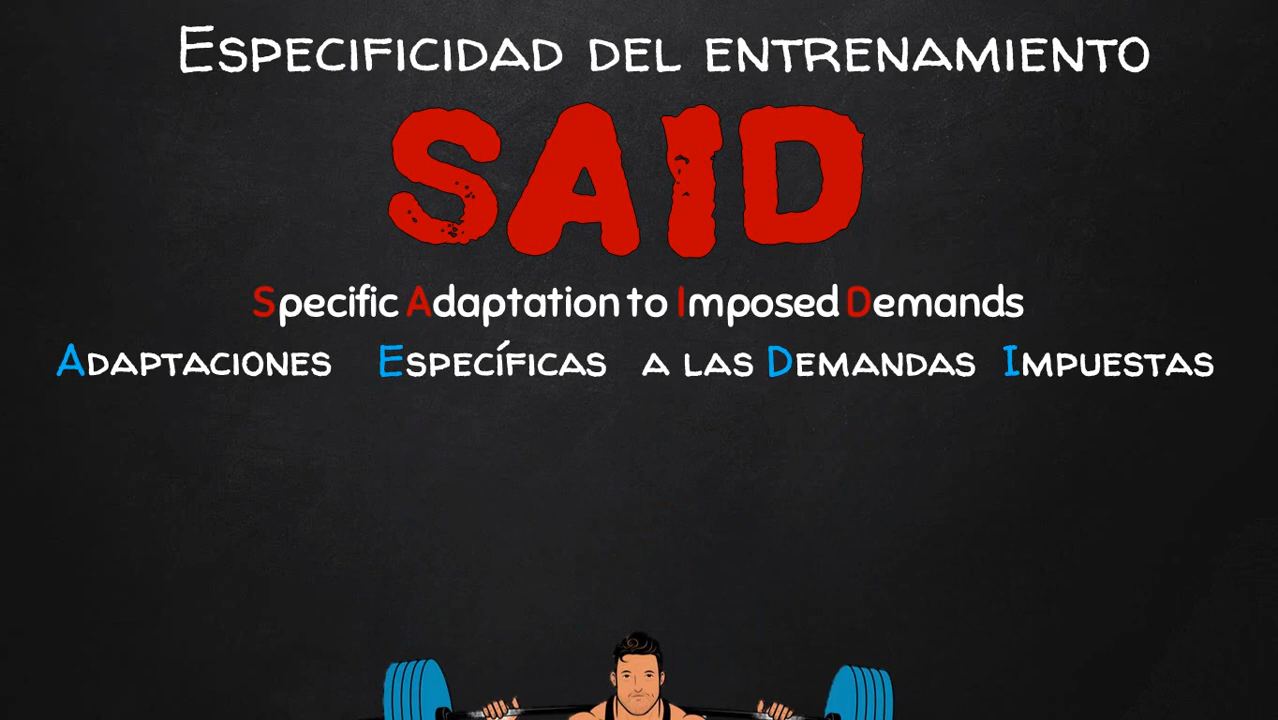 Especificidad del entrenamiento
SAID
Specific Adaptation to Imposed Demands
Adaptaciones Específicas a las Demandas Impuestas